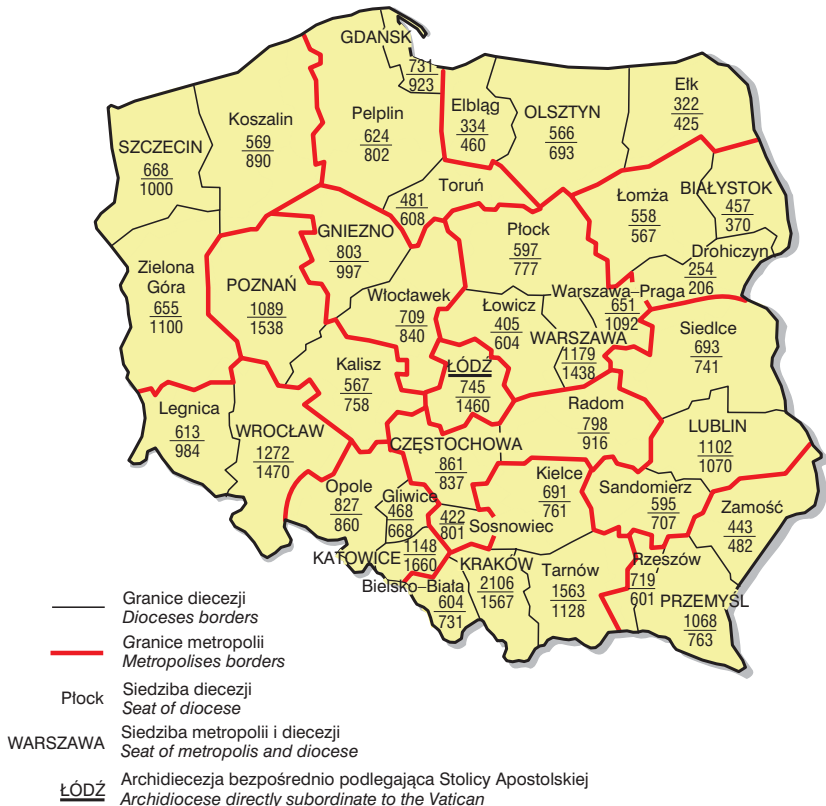 GDAŃSK
731
923
Koszalin
569
890
Pelplin
624
802
Elbląg
334
460
OLSZTYN
566
693
Ełk
322
425
SZCZECIN
668
1000
Toruń
481
608
Łomża
558
567
BIAŁYSTOK
457
370
GNIEZNO
803
997
Płock
597
777
Drohiczyn
254
206
Zielona
Góra
655
1100
POZNAŃ
1089
1538
Włocławek
709
840
Łowicz
405
604
Warszawa–Praga
651
1092
WARSZAWA
1179
1438
Siedlce
693
741
Kalisz
567
758
ŁÓDŹ
745
1460
Legnica
613
984
WROCŁAW
1272
1470
Radom
798
916
LUBLIN
1102
1070
CZĘSTOCHOWA
861
837
Opole
827
860
Gliwice
468
668
Kielce
691
761
Sandomierz
595
707
Zamość
443
482
422
801
Sosnowiec
KATOWICE
1148
1660
KRAKÓW
2106
1567
Tarnów
1563
1128
Rzeszów
719
601
Bielsko–Biała
604
731
PRZEMYŚL
1068
763
Granice diecezji
Dioceses borders
Granice metropolii
Metropolises borders
Płock Siedziba diecezji
Seat of diocese
WARSZAWA Siedziba metropolii i diecezji
Seat of metropolis and diocese
ŁÓDŹ Archidiecezja bezpośrednio podlegająca Stolicy Apostolskiej
Archidiocese directly subordinate to the Vatican